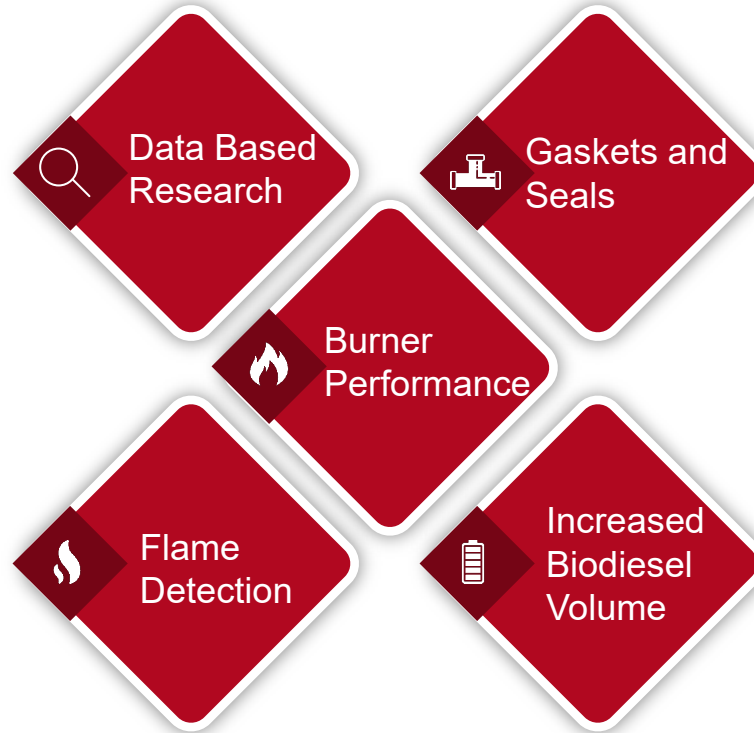 Data Based
Research
Gaskets and
Seals
Burner
Performance
Flame
Detection
Increased
Biodiesel
Volume